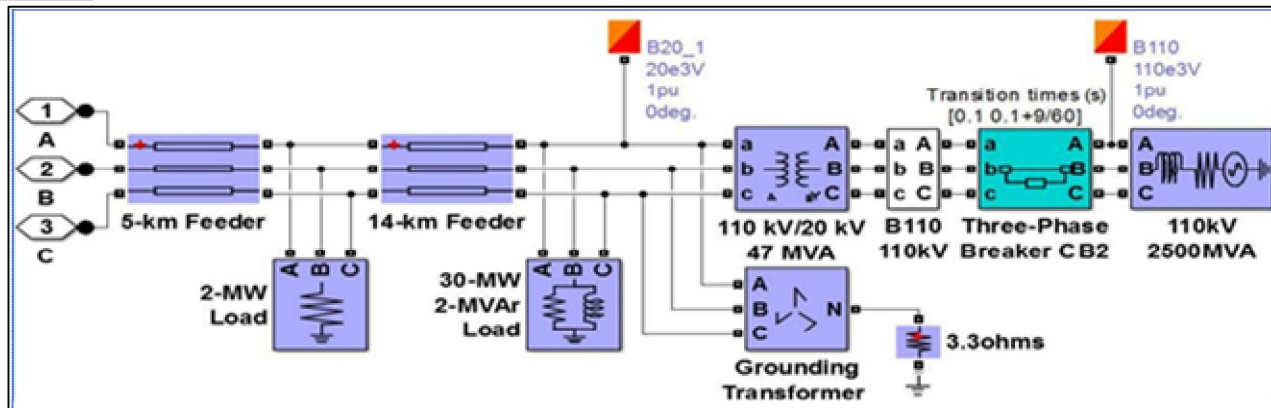 B20_1
20e3V
1pu
0deg.
B110
110e3V
1pu
0deg.
Transition times (s)
[0.1 0.1+9/60]
1
A
2
B
3
C
5-km Feeder
14-km Feeder
a A
b B
c C
110 kV/20 kV
47 MVA
a A
b B
c C
B110
110kV
a A
b B
c C
Three-Phase
Breaker CB2
A
B
C
110kV
2500MVA
A B C
2-MW
Load
A B C
30-MW
2-MVAr
Load
A
B
C
N
Grounding
Transformer
3.3ohms